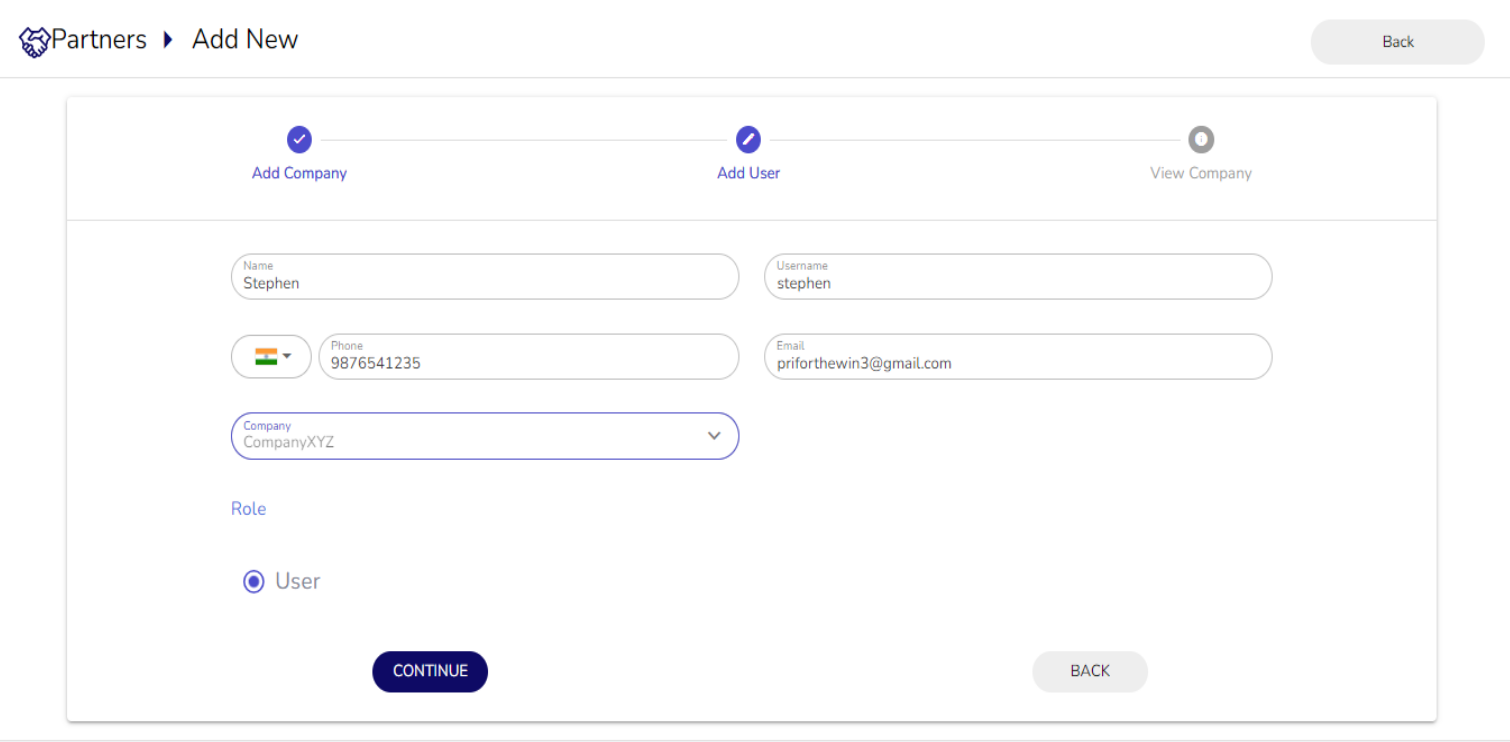 Partners Add New
Back
Add Company Add User View Company
Name
Stephen
Username
stephen
Phone
9876541235
Email
priforthewin3@gmail.com
Company
CompanyXYZ
Role
User
CONTINUE
BACK